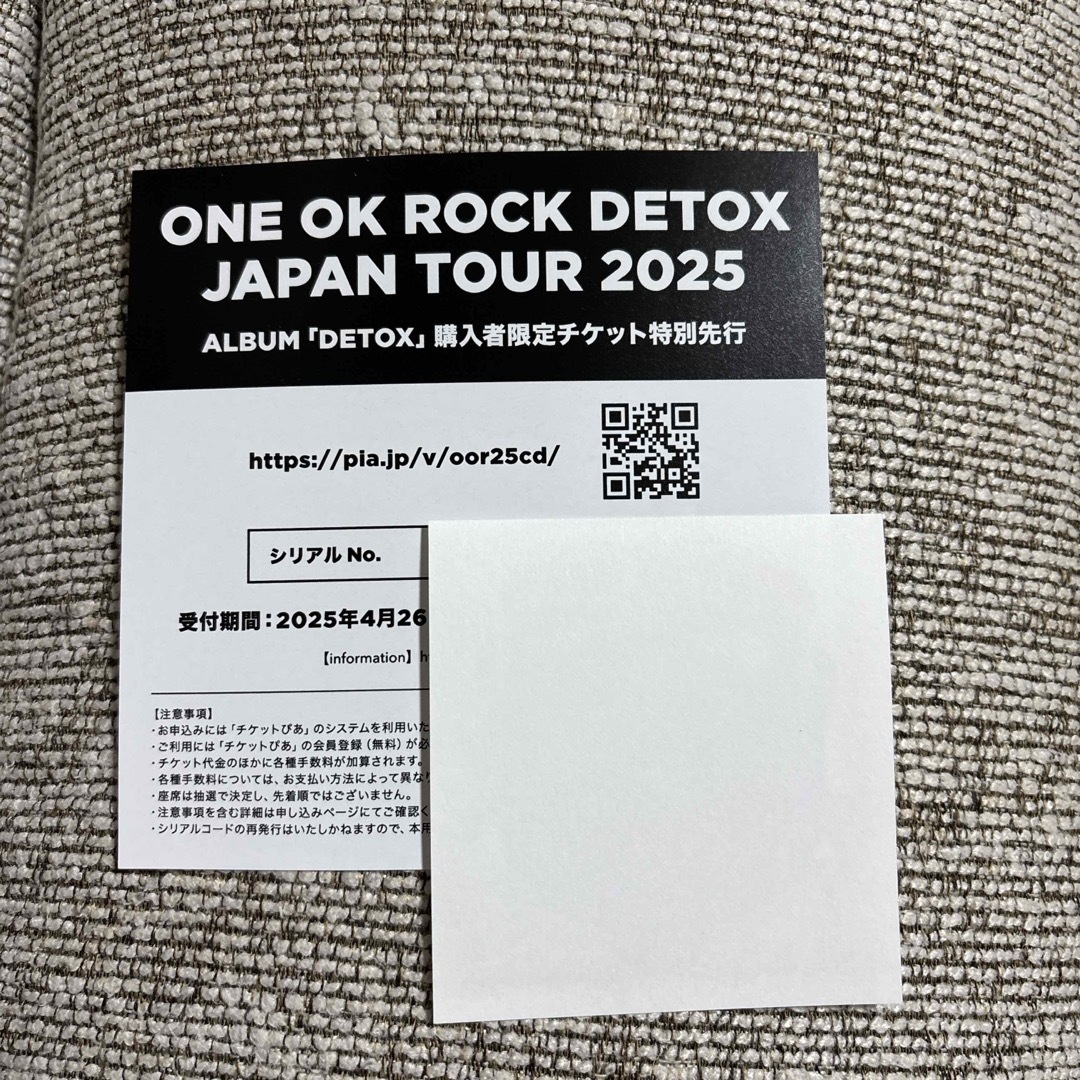 ONE OK ROCK DETOX
JAPAN TOUR 2025
ALBUM「DETOX」購入者限定チケット特別先行
https://pia.jp/v/oor25cd/
シリアル No.
受付期間：2025年4月26
【information】h
【注意事項】
・お申込みには「チケットぴあ」のシステムを利用いた
・ご利用には「チケットぴあ」の会員登録（無料）が必
・チケット代金のほかに各種手数料が加算されます。
・各種手数料については、お支払い方法によって異なり
・座席は抽選で決定し、先着順ではございません。
・注意事項を含む詳細は申し込みページにてご確認く
・シリアルコードの再発行はいたしかねますので、本用